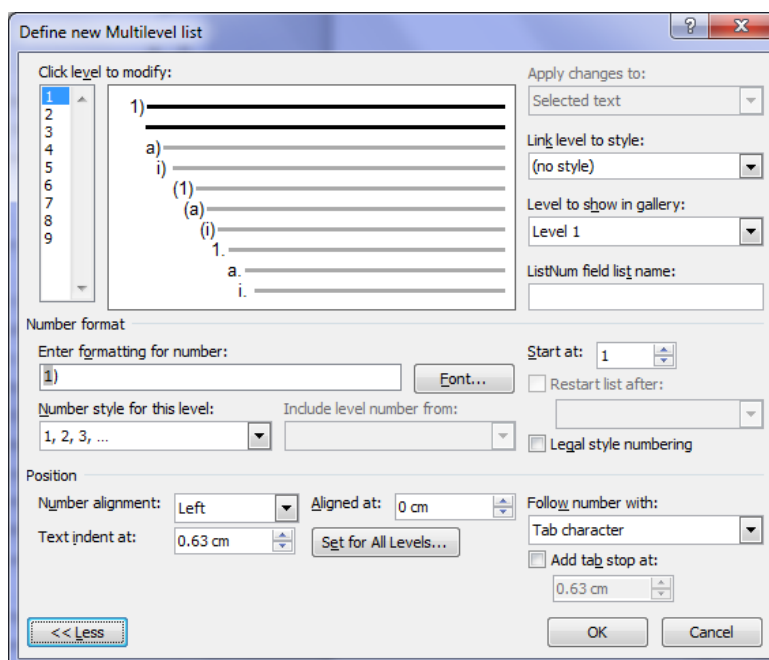 Define new Multilevel list
Click level to modify:
1
2
3
4
5
6
7
8
9
1)
a)
i)
(1)
(a)
(i)
1.
a.
i.
Apply changes to:
Selected text
Link level to style:
(no style)
Level to show in gallery:
Level 1
ListNum field list name:
Number format
Enter formatting for number:
1)
Font...
Number style for this level:
1, 2, 3, ...
Include level number from:
Start at: 1
Restart list after:
Legal style numbering
Position
Number alignment: Left
Aligned at: 0 cm
Text indent at: 0.63 cm
Set for All Levels...
Follow number with:
Tab character
Add tab stop at:
0.63 cm
<< Less
OK
Cancel